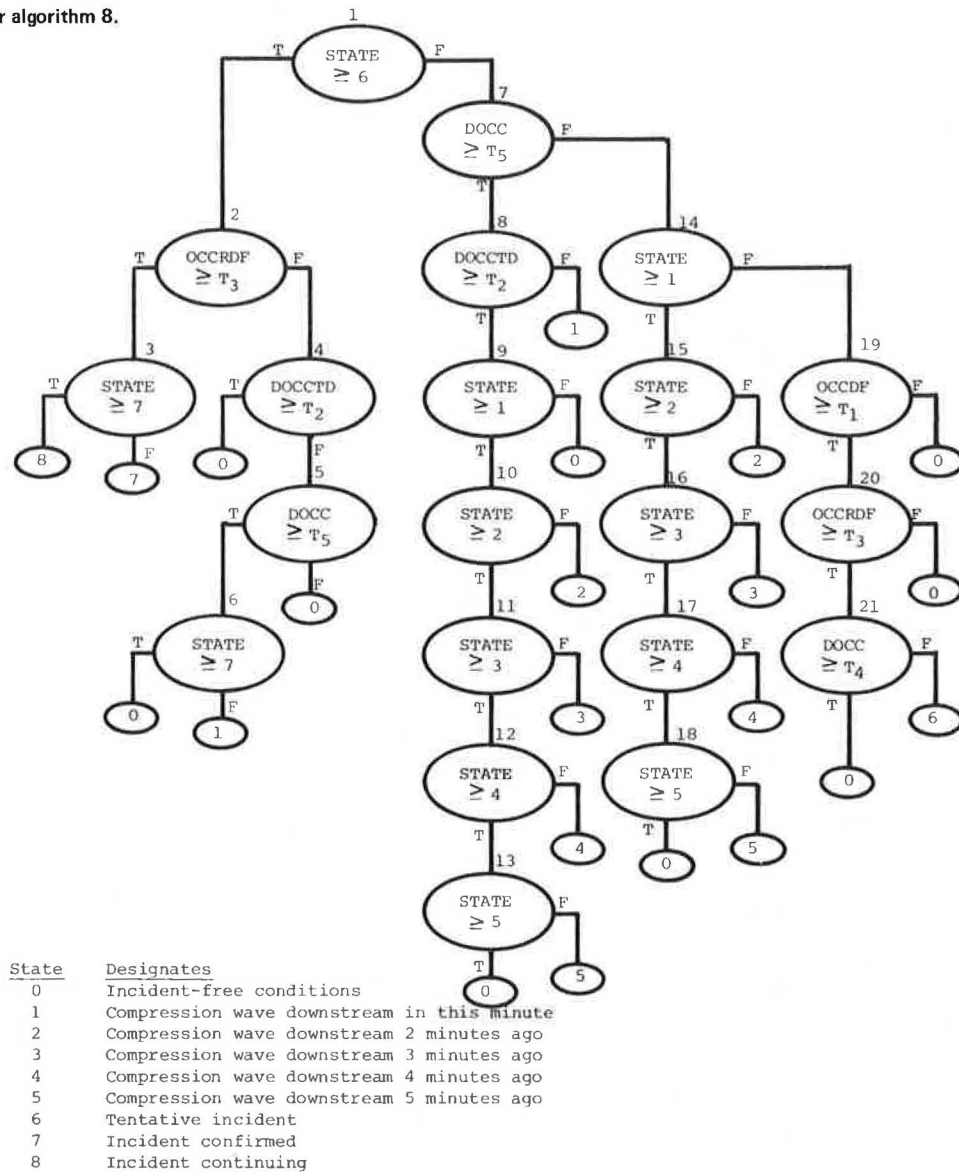 r algorithm 8.
1
T
STATE
≥ 6
F
7
DOCC
≥ T5
F
T
2
T
OCCRDF
≥ T3
F
8
DOCCTD
≥ T2
F
T
1
14
STATE
≥ 1
F
T
3
T
STATE
≥ 7
F
8
7
4
T
DOCCTD
≥ T2
F
0
9
STATE
≥ 1
F
T
0
15
STATE
≥ 2
F
T
2
19
OCCDF
≥ T1
F
T
0
5
T
DOCC
≥ T5
F
0
10
STATE
≥ 2
F
T
2
16
STATE
≥ 3
F
T
3
20
OCCRDF
≥ T3
F
T
0
6
T
STATE
≥ 7
F
0
1
11
STATE
≥ 3
F
T
3
17
STATE
≥ 4
F
T
4
21
DOCC
≥ T4
F
T
6
0
12
STATE
≥ 4
F
T
4
18
STATE
≥ 5
F
T
5
0
13
STATE
≥ 5
F
T
5
0
State Designates
0 Incident-free conditions
1 Compression wave downstream in this minute
2 Compression wave downstream 2 minutes ago
3 Compression wave downstream 3 minutes ago
4 Compression wave downstream 4 minutes ago
5 Compression wave downstream 5 minutes ago
6 Tentative incident
7 Incident confirmed
8 Incident continuing